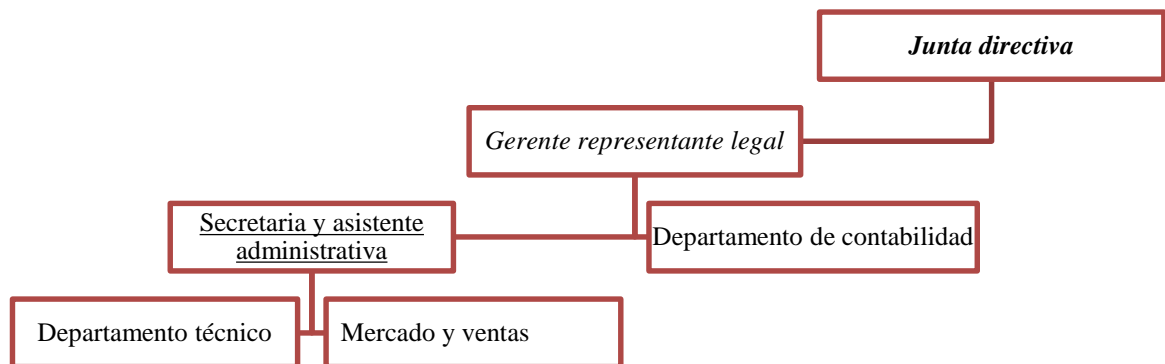 Junta directiva
Gerente representante legal
Secretaria y asistente
administrativa
Departamento de contabilidad
Departamento técnico
Mercado y ventas